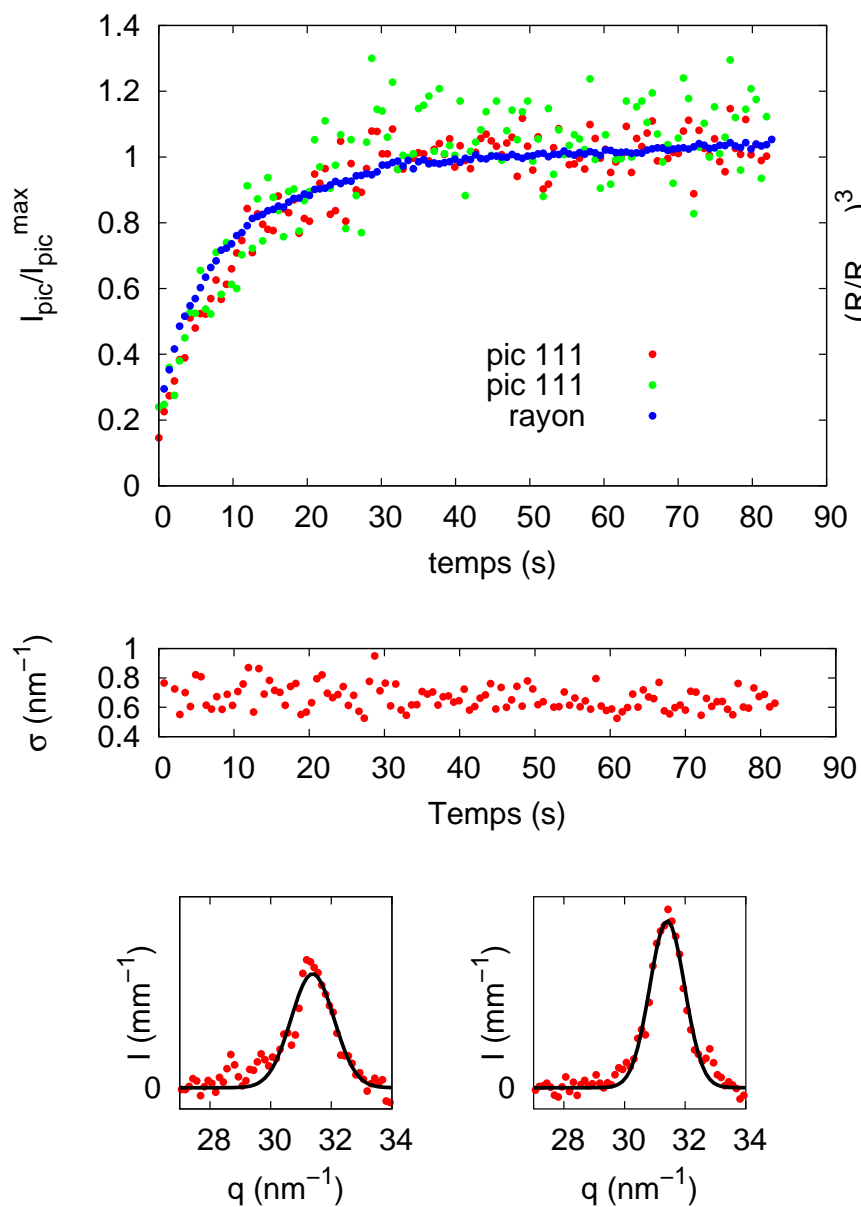 1.4
1.2
1
0.8
0.6
0.4
0.2
0
I_pic/I_pic^max
)^3
(R/R
pic 111
pic 111
rayon
0 10 20 30 40 50 60 70 80 90
temps (s)
1
0.8
0.6
0.4
σ (nm⁻¹)
0 10 20 30 40 50 60 70 80 90
Temps (s)
I (mm⁻¹)
0
28 30 32 34
q (nm⁻¹)
I (mm⁻¹)
0
28 30 32 34
q (nm⁻¹)